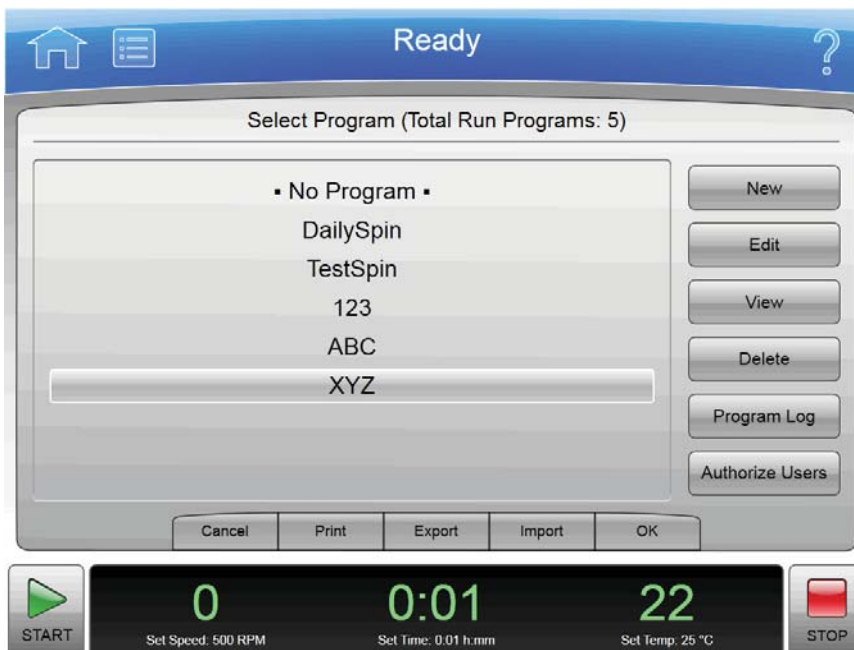 Ready
Select Program (Total Run Programs: 5)
▪ No Program ▪
DailySpin
TestSpin
123
ABC
XYZ
New
Edit
View
Delete
Program Log
Authorize Users
Cancel Print Export Import OK
START
0 0:01 22
Set Speed: 500 RPM Set Time: 0:01 h:mm Set Temp: 25 °C
STOP